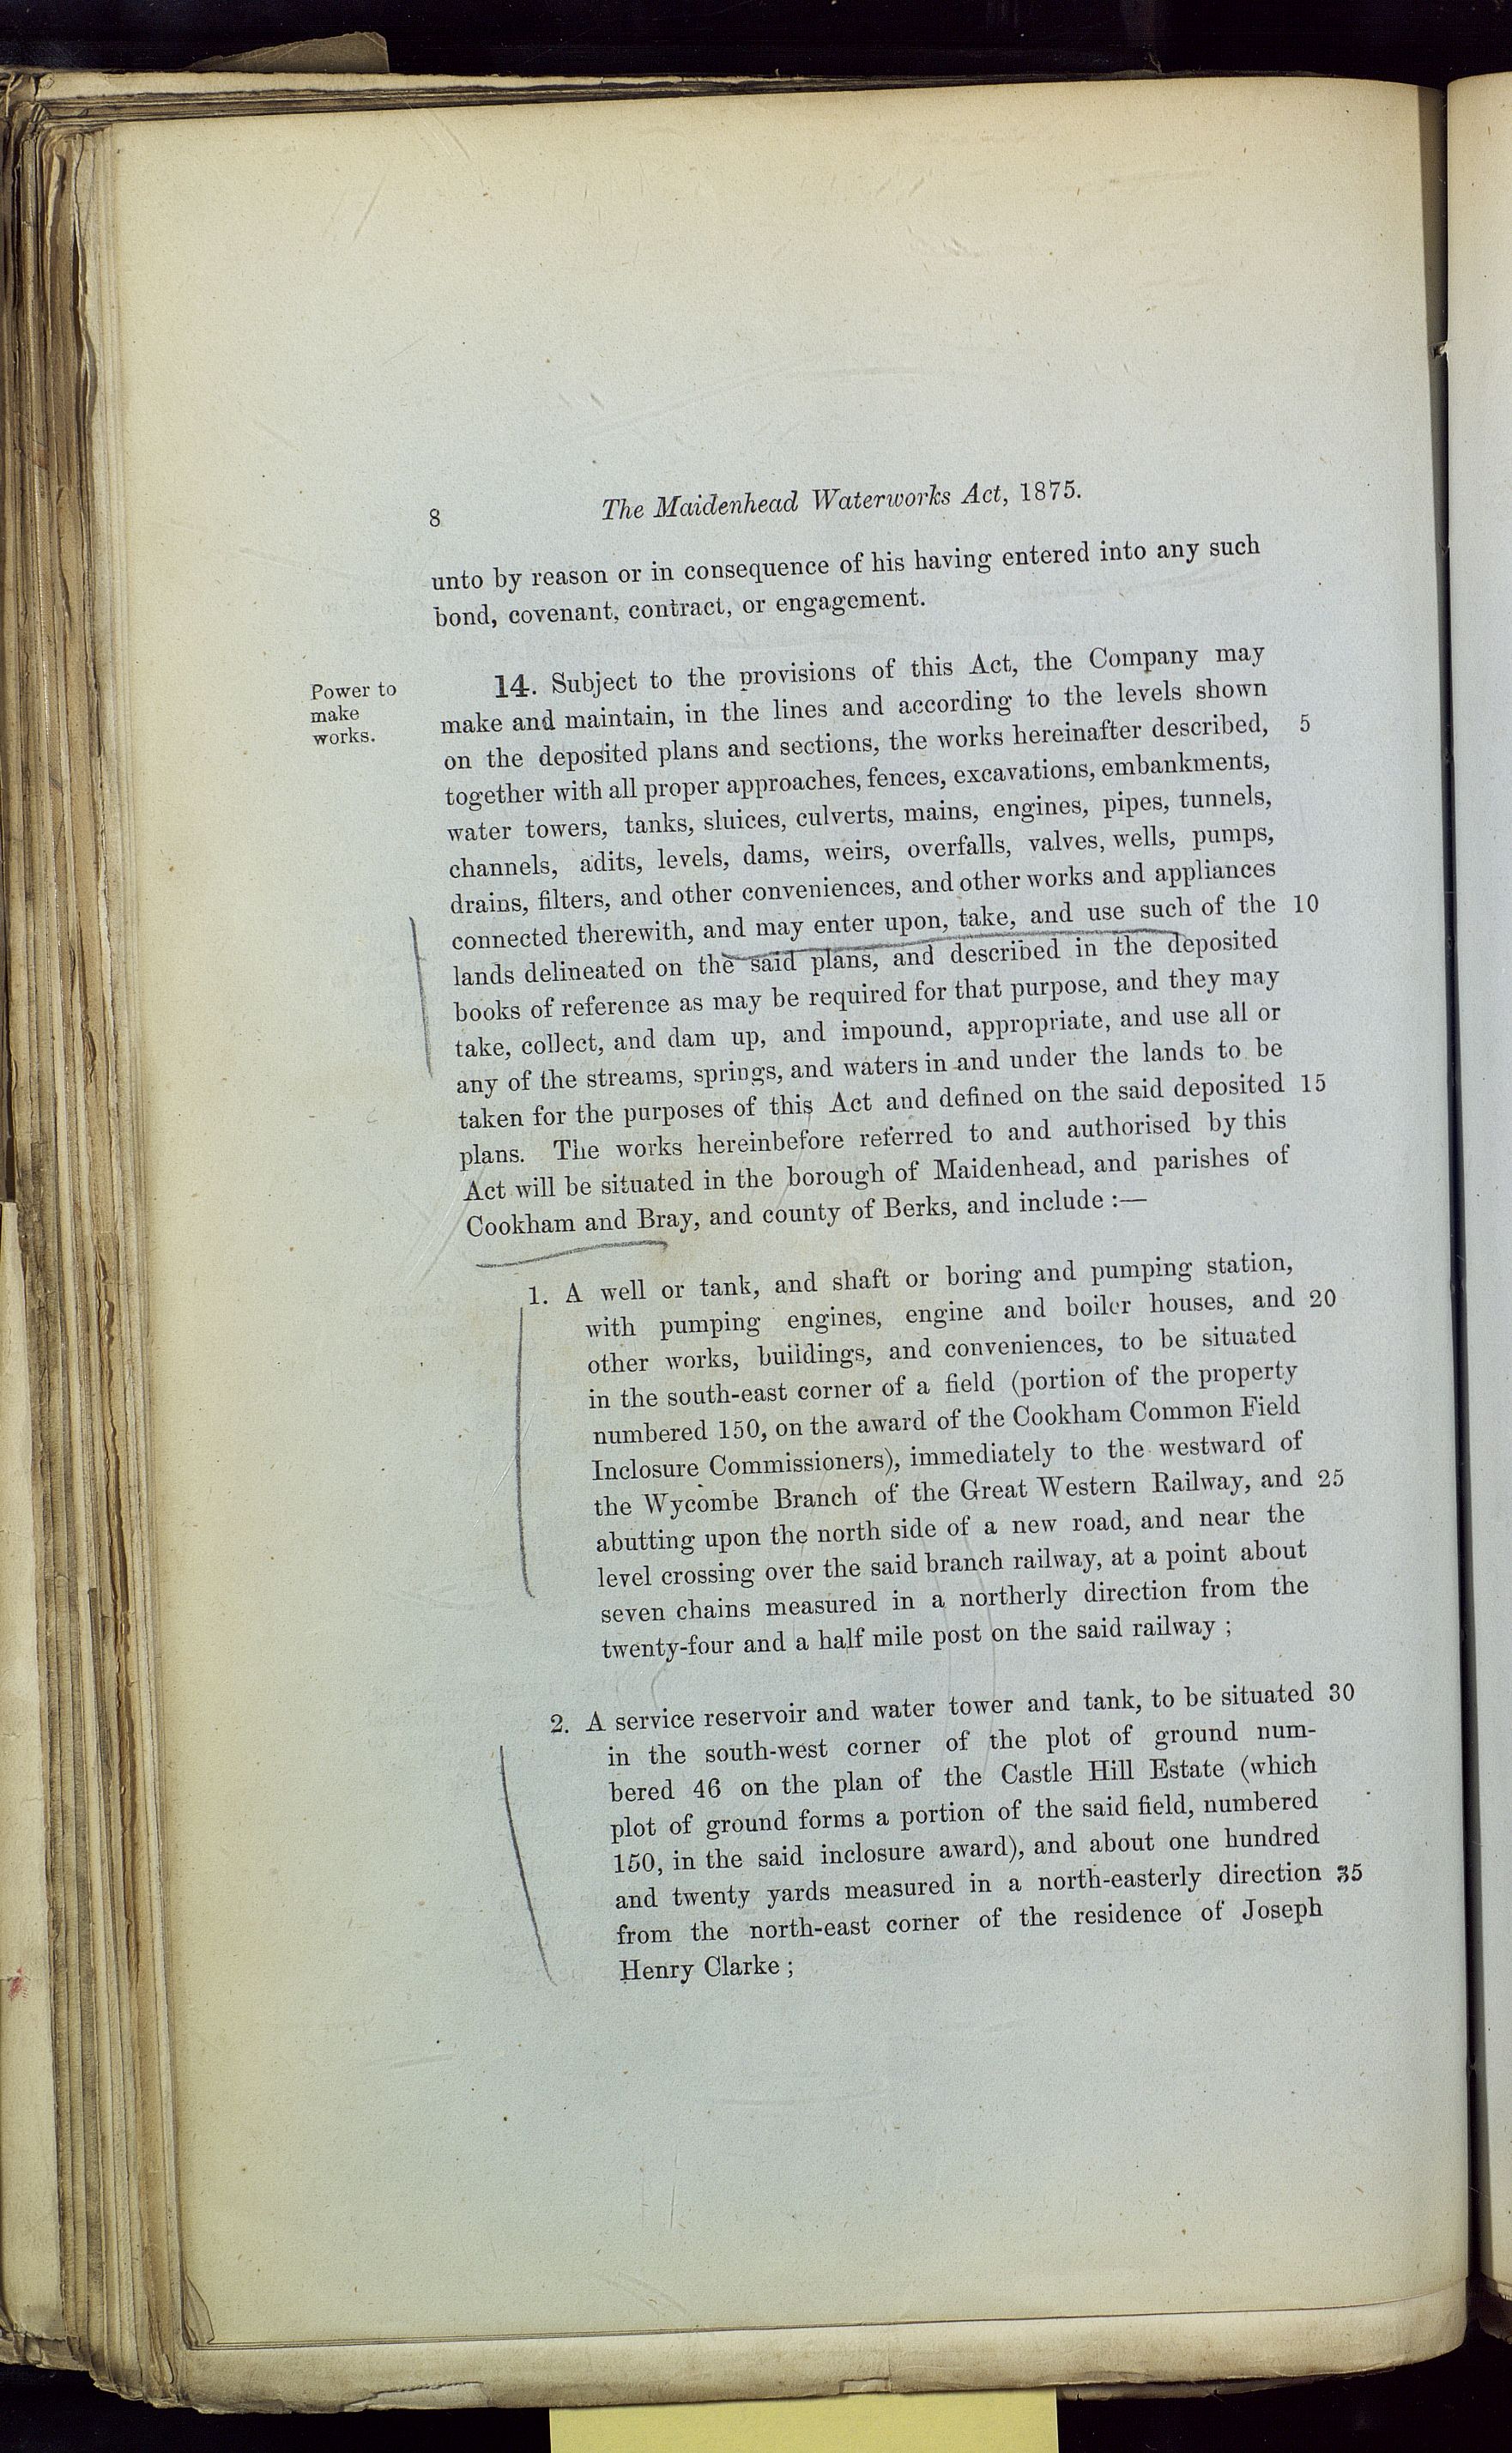 8
The Maidenhead Waterworks Act, 1875.
unto by reason or in consequence of his having entered into any such
bond, covenant, contract, or engagement.
Power to
make
works.
14. Subject to the provisions of this Act, the Company may
make and maintain, in the lines and according to the levels shown
on the deposited plans and sections, the works hereinafter described, 5
together with all proper approaches, fences, excavations, embankments,
water towers, tanks, sluices, culverts, mains, engines, pipes, tunnels,
channels, adits, levels, dams, weirs, overfalls, valves, wells, pumps,
drains, filters, and other conveniences, and other works and appliances
connected therewith, and may enter upon, take, and use such of the 10
lands delineated on the said plans, and described in the deposited
books of reference as may be required for that purpose, and they may
take, collect, and dam up, and impound, appropriate, and use all or
any of the streams, springs, and waters in and under the lands to be
taken for the purposes of this Act and defined on the said deposited 15
plans. The works hereinbefore referred to and authorised by this
Act will be situated in the borough of Maidenhead, and parishes of
Cookham and Bray, and county of Berks, and include :—
1. A well or tank, and shaft or boring and pumping station,
with pumping engines, engine and boiler houses, and 20
other works, buildings, and conveniences, to be situated
in the south-east corner of a field (portion of the property
numbered 150, on the award of the Cookham Common Field
Inclosure Commissioners), immediately to the westward of
the Wycombe Branch of the Great Western Railway, and 25
abutting upon the north side of a new road, and near the
level crossing over the said branch railway, at a point about
seven chains measured in a northerly direction from the
twenty-four and a half mile post on the said railway ;
2. A service reservoir and water tower and tank, to be situated 30
in the south-west corner of the plot of ground num-
bered 46 on the plan of the Castle Hill Estate (which
plot of ground forms a portion of the said field, numbered
150, in the said inclosure award), and about one hundred
and twenty yards measured in a north-easterly direction 35
from the north-east corner of the residence of Joseph
Henry Clarke ;